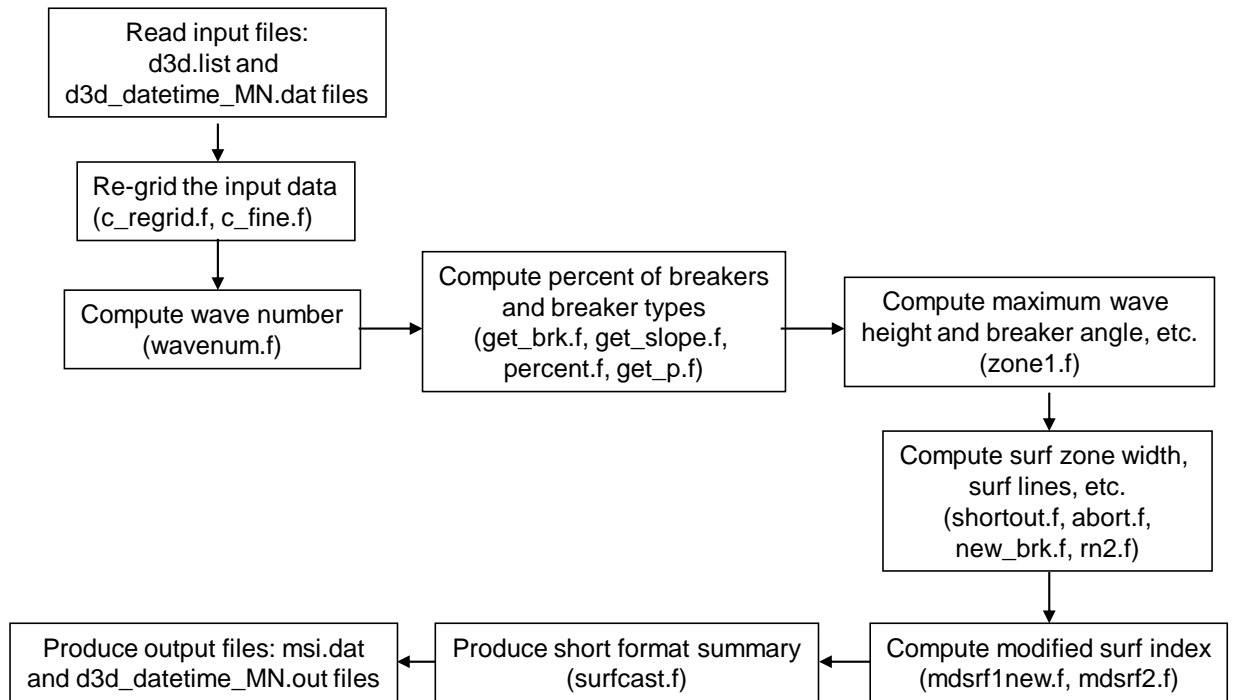 Read input files:
d3d.list and
d3d_datetime_MN.dat files
Re-grid the input data
(c_regrid.f, c_fine.f)
Compute wave number
(wavenum.f)
Compute percent of breakers
and breaker types
(get_brk.f, get_slope.f,
percent.f, get_p.f)
Compute maximum wave
height and breaker angle, etc.
(zone1.f)
Compute surf zone width,
surf lines, etc.
(shortout.f, abort.f,
new_brk.f, rn2.f)
Compute modified surf index
(mdsrf1new.f, mdsrf2.f)
Produce short format summary
(surfcast.f)
Produce output files: msi.dat
and d3d_datetime_MN.out files